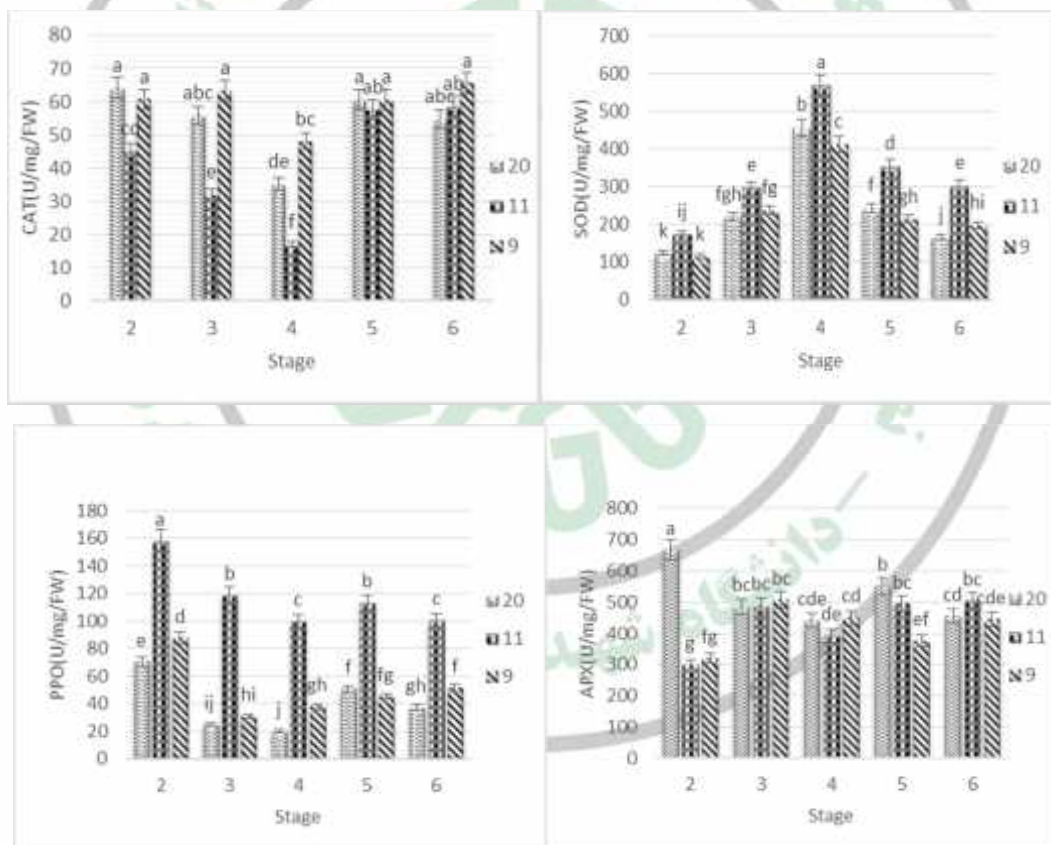 CAT(U/mg/FW)
80
70
60
50
40
30
20
10
0
a cd a
abc e a
de f bc
a ab a
abc ab a
2 3 4 5 6
Stage
20
11
9
SOD(U/mg/FW)
700
600
500
400
300
200
100
0
k ij k
fgh e fg
b a c
f d gh
j e hi
2 3 4 5 6
Stage
20
11
9
PPO(U/mg/FW)
180
160
140
120
100
80
60
40
20
0
e a d
ij b hi
j c gh
f b fg
gh c f
2 3 4 5 6
Stage
20
11
9
APX(U/mg/FW)
800
700
600
500
400
300
200
100
0
a g fg
bc bc bc
cde de cd
b bc ef
cd bc cde
2 3 4 5 6
Stage
20
11
9